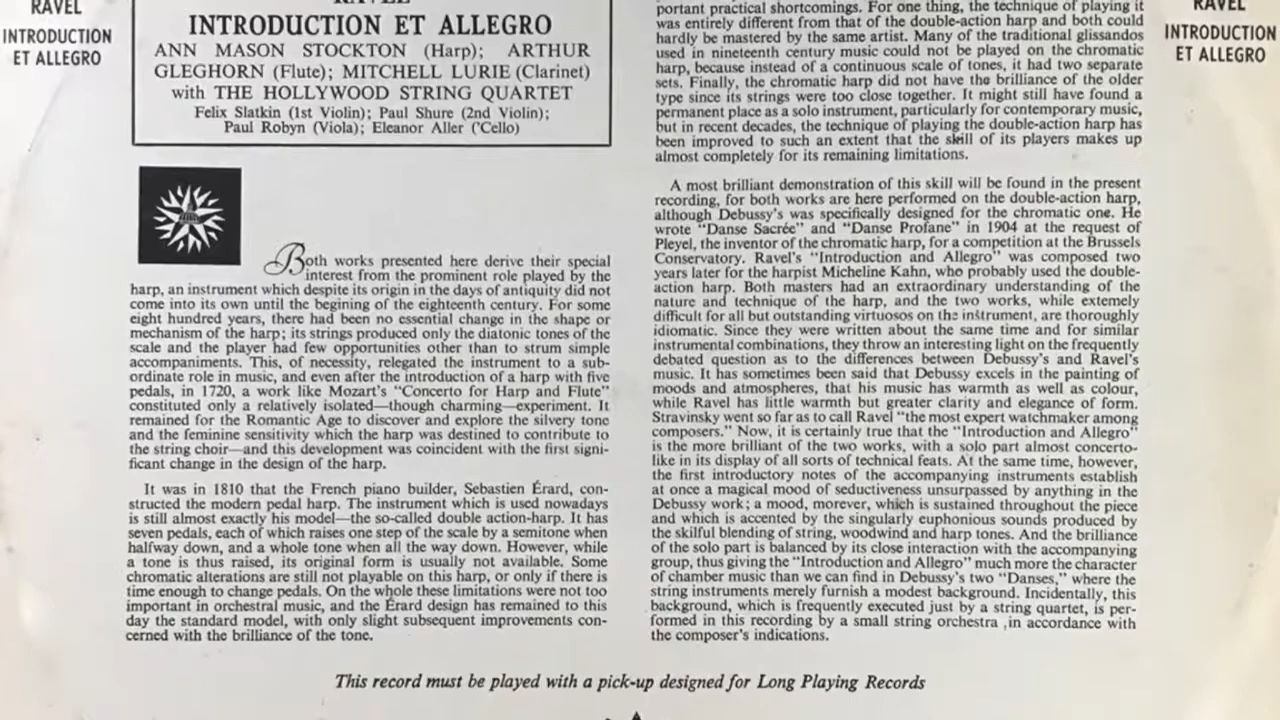 RAVEL
INTRODUCTION
ET ALLEGRO
RAVEL
INTRODUCTION ET ALLEGRO
ANN MASON STOCKTON (Harp); ARTHUR
GLEGHORN (Flute); MITCHELL LURIE (Clarinet)
with THE HOLLYWOOD STRING QUARTET
Felix Slatkin (1st Violin); Paul Shure (2nd Violin);
Paul Robyn (Viola); Eleanor Aller ('Cello)
Both works presented here derive their special
interest from the prominent role played by the
harp, an instrument which despite its origin in the days of antiquity did not
come into its own until the begining of the eighteenth century. For some
eight hundred years, there had been no essential change in the shape or
mechanism of the harp; its strings produced only the diatonic tones of the
scale and the player had few opportunities other than to strum simple
accompaniments. This, of necessity, relegated the instrument to a sub-
ordinate role in music, and even after the introduction of a harp with five
pedals, in 1720, a work like Mozart's "Concerto for Harp and Flute"
constituted only a relatively isolated—though charming—experiment. It
remained for the Romantic Age to discover and explore the silvery tone
and the feminine sensitivity which the harp was destined to contribute to
the string choir—and this development was coincident with the first signi-
ficant change in the design of the harp.
It was in 1810 that the French piano builder, Sebastien Érard, con-
structed the modern pedal harp. The instrument which is used nowadays
is still almost exactly his model—the so-called double action-harp. It has
seven pedals, each of which raises one step of the scale by a semitone when
halfway down, and a whole tone when all the way down. However, while
a tone is thus raised, its original form is usually not available. Some
chromatic alterations are still not playable on this harp, or only if there is
time enough to change pedals. On the whole these limitations were not too
important in orchestral music, and the Érard design has remained to this
day the standard model, with only slight subsequent improvements con-
cerned with the brilliance of the tone.
portant practical shortcomings. For one thing, the technique of playing it
was entirely different from that of the double-action harp and both could
hardly be mastered by the same artist. Many of the traditional glissandos
used in nineteenth century music could not be played on the chromatic
harp, because instead of a continuous scale of tones, it had two separate
sets. Finally, the chromatic harp did not have the brilliance of the older
type since its strings were too close together. It might still have found a
permanent place as a solo instrument, particularly for contemporary music,
but in recent decades, the technique of playing the double-action harp has
been improved to such an extent that the skill of its players makes up
almost completely for its remaining limitations.
A most brilliant demonstration of this skill will be found in the present
recording, for both works are here performed on the double-action harp,
although Debussy's was specifically designed for the chromatic one. He
wrote "Danse Sacrée" and "Danse Profane" in 1904 at the request of
Pleyel, the inventor of the chromatic harp, for a competition at the Brussels
Conservatory. Ravel's "Introduction and Allegro" was composed two
years later for the harpist Micheline Kahn, who probably used the double-
action harp. Both masters had an extraordinary understanding of the
nature and technique of the harp, and the two works, while extemely
difficult for all but outstanding virtuosos on the instrument, are thoroughly
idiomatic. Since they were written about the same time and for similar
instrumental combinations, they throw an interesting light on the frequently
debated question as to the differences between Debussy's and Ravel's
music. It has sometimes been said that Debussy excels in the painting of
moods and atmospheres, that his music has warmth as well as colour,
while Ravel has little warmth but greater clarity and elegance of form.
Stravinsky went so far as to call Ravel "the most expert watchmaker among
composers." Now, it is certainly true that the "Introduction and Allegro"
is the more brilliant of the two works, with a solo part almost concerto-
like in its display of all sorts of technical feats. At the same time, however,
the first introductory notes of the accompanying instruments establish
at once a magical mood of seductiveness unsurpassed by anything in the
Debussy work; a mood, morever, which is sustained throughout the piece
and which is accented by the singularly euphonious sounds produced by
the skilful blending of string, woodwind and harp tones. And the brilliance
of the solo part is balanced by its close interaction with the accompanying
group, thus giving the "Introduction and Allegro" much more the character
of chamber music than we can find in Debussy's two "Danses," where the
string instruments merely furnish a modest background. Incidentally, this
background, which is frequently executed just by a string quartet, is per-
formed in this recording by a small string orchestra ,in accordance with
the composer's indications.
RAVEL
INTRODUCTION
ET ALLEGRO
This record must be played with a pick-up designed for Long Playing Records